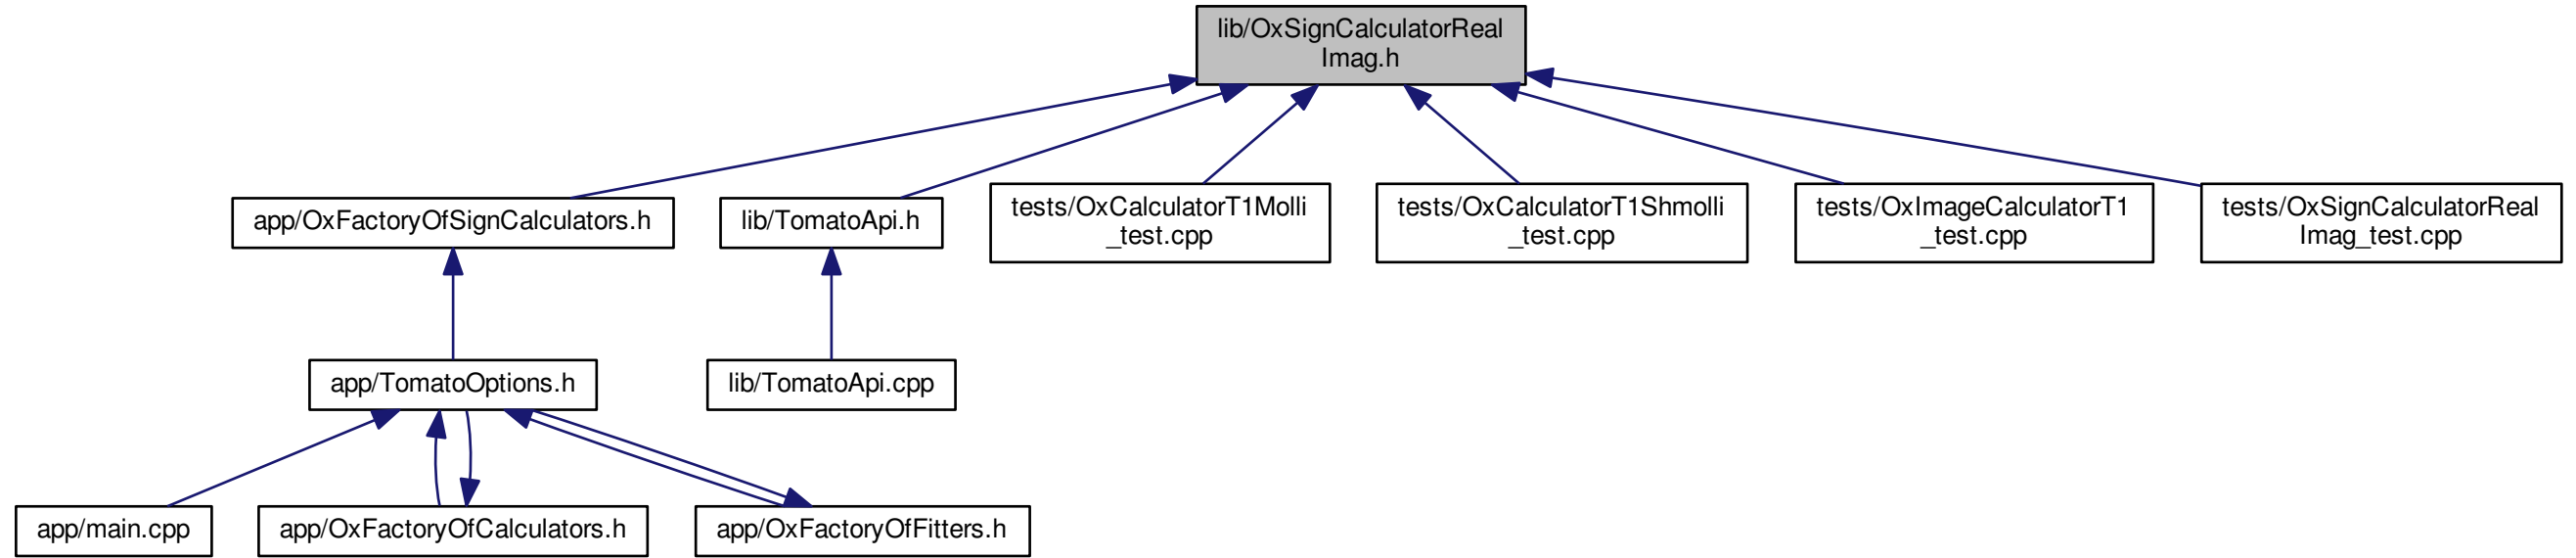 lib/OxSignCalculatorReal
Imag.h
app/OxFactoryOfSignCalculators.h
lib/TomatoApi.h
tests/OxCalculatorT1Molli
_test.cpp
tests/OxCalculatorT1Shmolli
_test.cpp
tests/OxImageCalculatorT1
_test.cpp
tests/OxSignCalculatorReal
Imag_test.cpp
app/TomatoOptions.h
lib/TomatoApi.cpp
app/main.cpp
app/OxFactoryOfCalculators.h
app/OxFactoryOfFitters.h